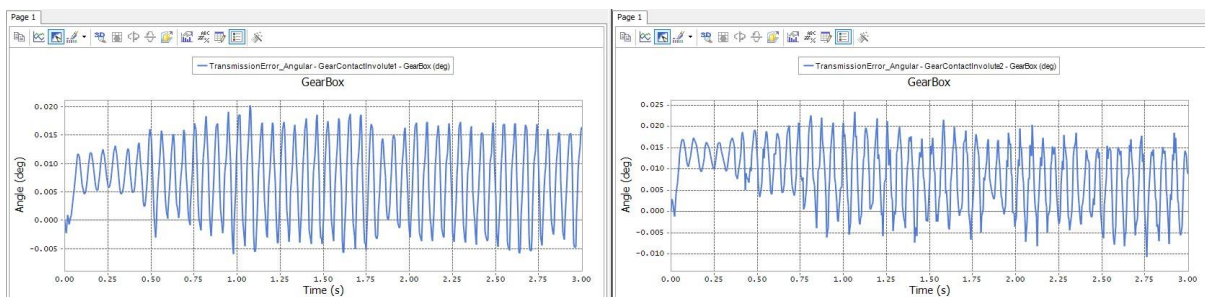 Page 1
3D
ABC
TransmissionError_Angular - GearContactInvolute1 - GearBox (deg)
GearBox
Angle (deg)
0.020
0.015
0.010
0.005
0.000
-0.005
0.00 0.25 0.50 0.75 1.00 1.25 1.50 1.75 2.00 2.25 2.50 2.75 3.00
Time (s)
Page 1
3D
ABC
TransmissionError_Angular - GearContactInvolute2 - GearBox (deg)
GearBox
Angle (deg)
0.025
0.020
0.015
0.010
0.005
0.000
-0.005
-0.010
0.00 0.25 0.50 0.75 1.00 1.25 1.50 1.75 2.00 2.25 2.50 2.75 3.00
Time (s)